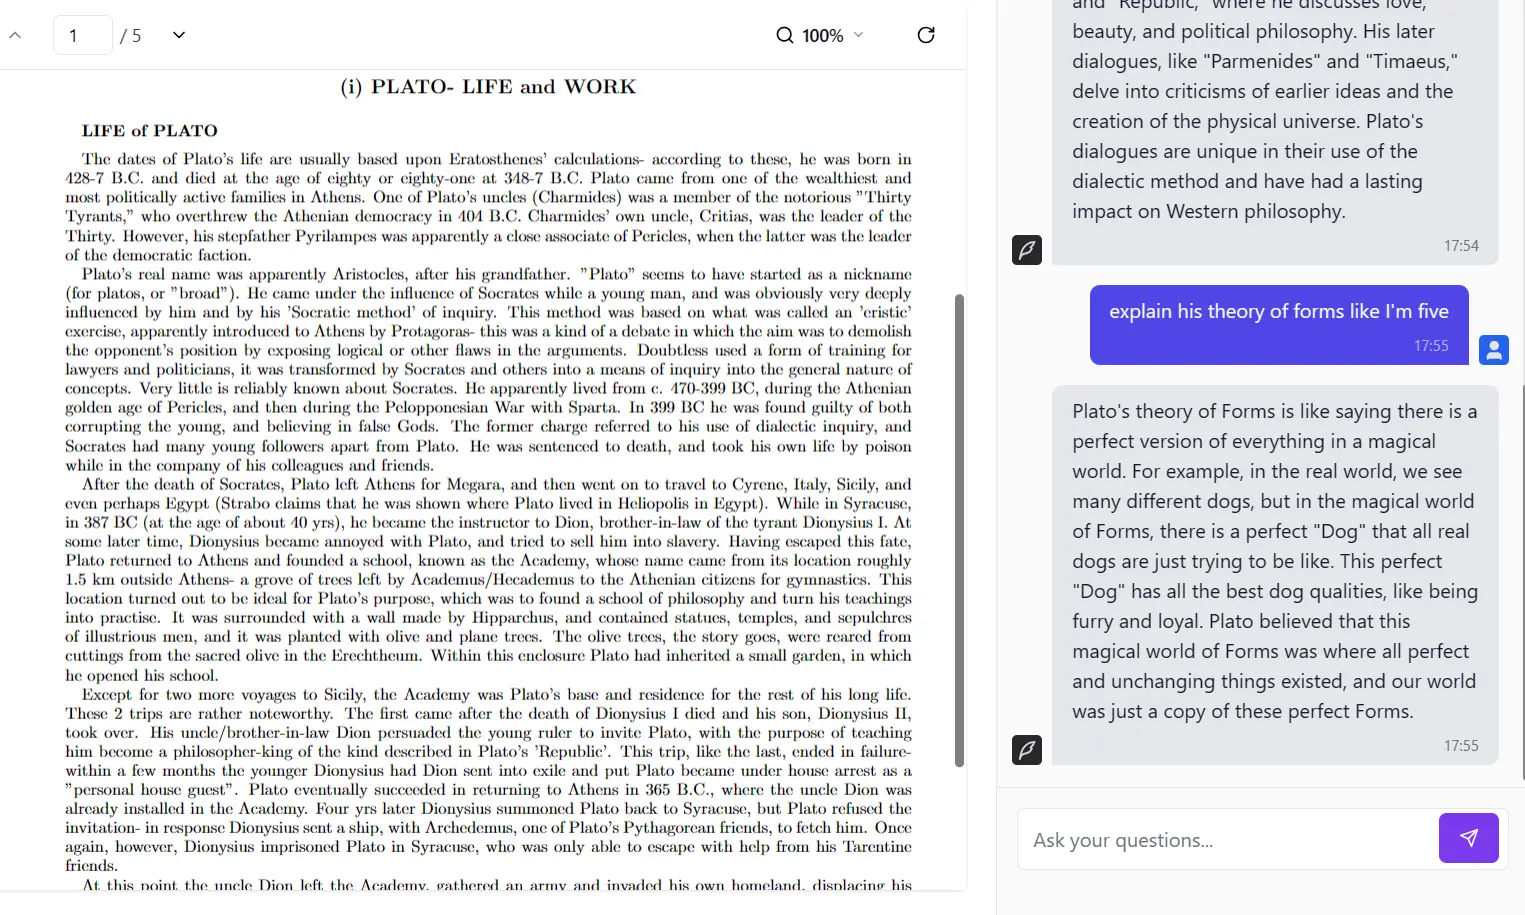 1 / 5
100%
(i) PLATO- LIFE and WORK
LIFE of PLATO
The dates of Plato's life are usually based upon Eratosthenes' calculations- according to these, he was born in
428-7 B.C. and died at the age of eighty or eighty-one at 348-7 B.C. Plato came from one of the wealthiest and
most politically active families in Athens. One of Plato's uncles (Charmides) was a member of the notorious "Thirty
Tyrants," who overthrew the Athenian democracy in 404 B.C. Charmides' own uncle, Critias, was the leader of the
Thirty. However, his stepfather Pyrilampes was apparently a close associate of Pericles, when the latter was the leader
of the democratic faction.
Plato's real name was apparently Aristocles, after his grandfather. "Plato" seems to have started as a nickname
(for platos, or "broad"). He came under the influence of Socrates while a young man, and was obviously very deeply
influenced by him and by his 'Socratic method' of inquiry. This method was based on what was called an 'eristic'
exercise, apparently introduced to Athens by Protagoras- this was a kind of a debate in which the aim was to demolish
the opponent's position by exposing logical or other flaws in the arguments. Doubtless used a form of training for
lawyers and politicians, it was transformed by Socrates and others into a means of inquiry into the general nature of
concepts. Very little is reliably known about Socrates. He apparently lived from c. 470-399 BC, during the Athenian
golden age of Pericles, and then during the Peloponnesian War with Sparta. In 399 BC he was found guilty of both
corrupting the young, and believing in false Gods. The former charge referred to his use of dialectic inquiry, and
Socrates had many young followers apart from Plato. He was sentenced to death, and took his own life by poison
while in the company of his colleagues and friends.
After the death of Socrates, Plato left Athens for Megara, and then went on to travel to Cyrene, Italy, Sicily, and
even perhaps Egypt (Strabo claims that he was shown where Plato lived in Heliopolis in Egypt). While in Syracuse,
in 387 BC (at the age of about 40 yrs), he became the instructor to Dion, brother-in-law of the tyrant Dionysius I. At
some later time, Dionysius became annoyed with Plato, and tried to sell him into slavery. Having escaped this fate,
Plato returned to Athens and founded a school, known as the Academy, whose name came from its location roughly
1.5 km outside Athens- a grove of trees left by Academus/Hecademus to the Athenian citizens for gymnastics. This
location turned out to be ideal for Plato's purpose, which was to found a school of philosophy and turn his teachings
into practise. It was surrounded with a wall made by Hipparchus, and contained statues, temples, and sepulchres
of illustrious men, and it was planted with olive and plane trees. The olive trees, the story goes, were reared from
cuttings from the sacred olive in the Erechtheum. Within this enclosure Plato had inherited a small garden, in which
he opened his school.
Except for two more voyages to Sicily, the Academy was Plato's base and residence for the rest of his long life.
These 2 trips are rather noteworthy. The first came after the death of Dionysius I died and his son, Dionysius II,
took over. His uncle/brother-in-law Dion persuaded the young ruler to invite Plato, with the purpose of teaching
him become a philosopher-king of the kind described in Plato's 'Republic'. This trip, like the last, ended in failure-
within a few months the younger Dionysius had Dion sent into exile and put Plato became under house arrest as a
"personal house guest". Plato eventually succeeded in returning to Athens in 365 B.C., where the uncle Dion was
already installed in the Academy. Four yrs later Dionysius summoned Plato back to Syracuse, but Plato refused the
invitation- in response Dionysius sent a ship, with Archedemus, one of Plato's Pythagorean friends, to fetch him. Once
again, however, Dionysius imprisoned Plato in Syracuse, who was only able to escape with help from his Tarentine
friends.
At this point the uncle Dion left the Academy, gathered an army and invaded his own homeland, displacing his
and "Republic," where he discusses love,
beauty, and political philosophy. His later
dialogues, like "Parmenides" and "Timaeus,"
delve into criticisms of earlier ideas and the
creation of the physical universe. Plato's
dialogues are unique in their use of the
dialectic method and have had a lasting
impact on Western philosophy.
17:54
explain his theory of forms like I'm five
17:55
Plato's theory of Forms is like saying there is a
perfect version of everything in a magical
world. For example, in the real world, we see
many different dogs, but in the magical world
of Forms, there is a perfect "Dog" that all real
dogs are just trying to be like. This perfect
"Dog" has all the best dog qualities, like being
furry and loyal. Plato believed that this
magical world of Forms was where all perfect
and unchanging things existed, and our world
was just a copy of these perfect Forms.
17:55
Ask your questions...